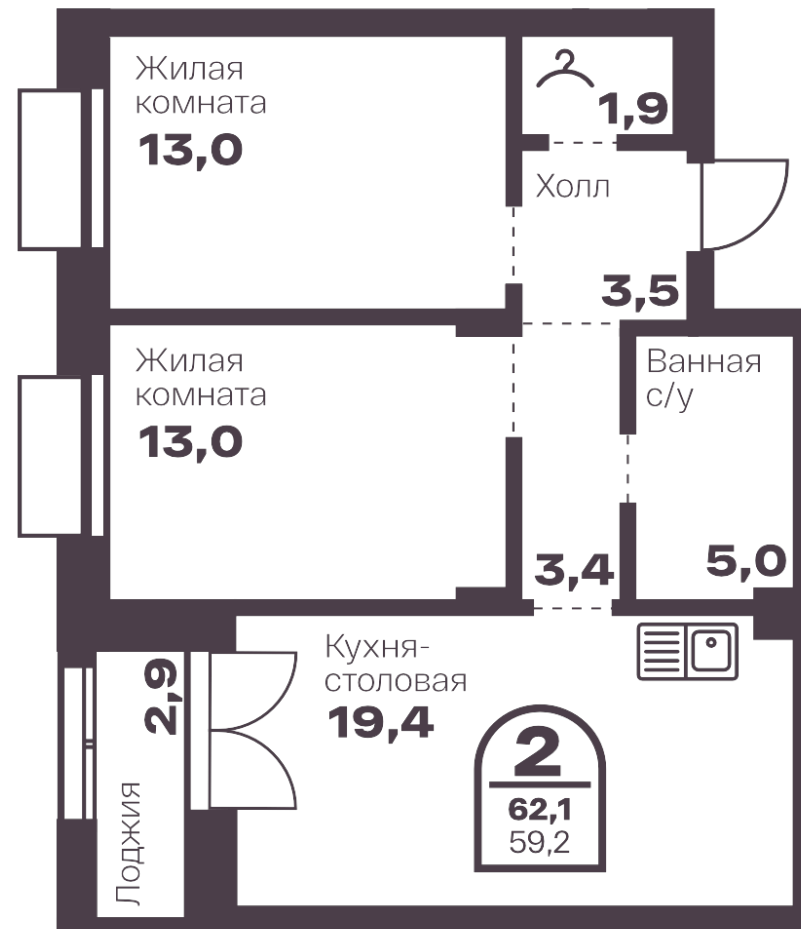 Жилая
комната
13,0
1,9
Холл
3,5
Жилая
комната
13,0
Ванная
с/у
5,0
3,4
Кухня-
столовая
19,4
2,9
Лоджия
2
62,1
59,2